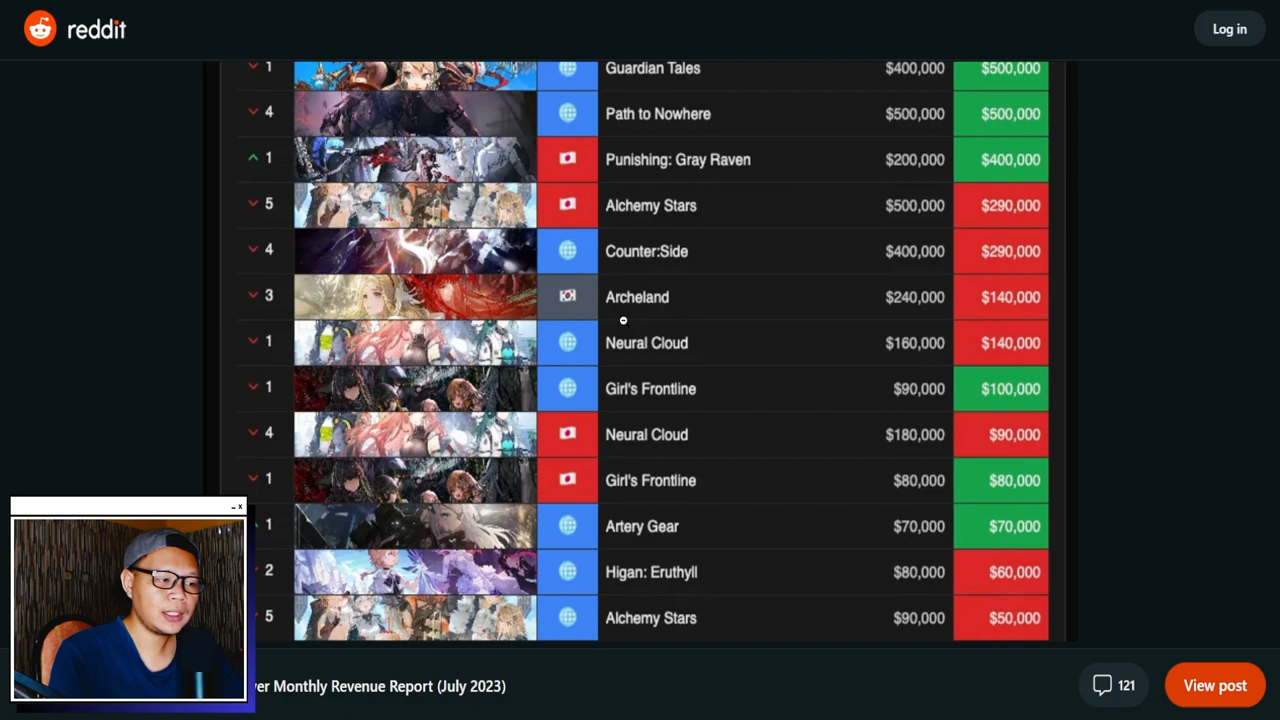 reddit
Log in
1 Guardian Tales $400,000 $500,000
4 Path to Nowhere $500,000 $500,000
1 Punishing: Gray Raven $200,000 $400,000
5 Alchemy Stars $500,000 $290,000
4 Counter:Side $400,000 $290,000
3 Archeland $240,000 $140,000
1 Neural Cloud $160,000 $140,000
1 Girl's Frontline $90,000 $100,000
4 Neural Cloud $180,000 $90,000
1 Girl's Frontline $80,000 $80,000
1 Artery Gear $70,000 $70,000
2 Higan: Eruthyll $80,000 $60,000
5 Alchemy Stars $90,000 $50,000
Monthly Revenue Report (July 2023)
121
View post